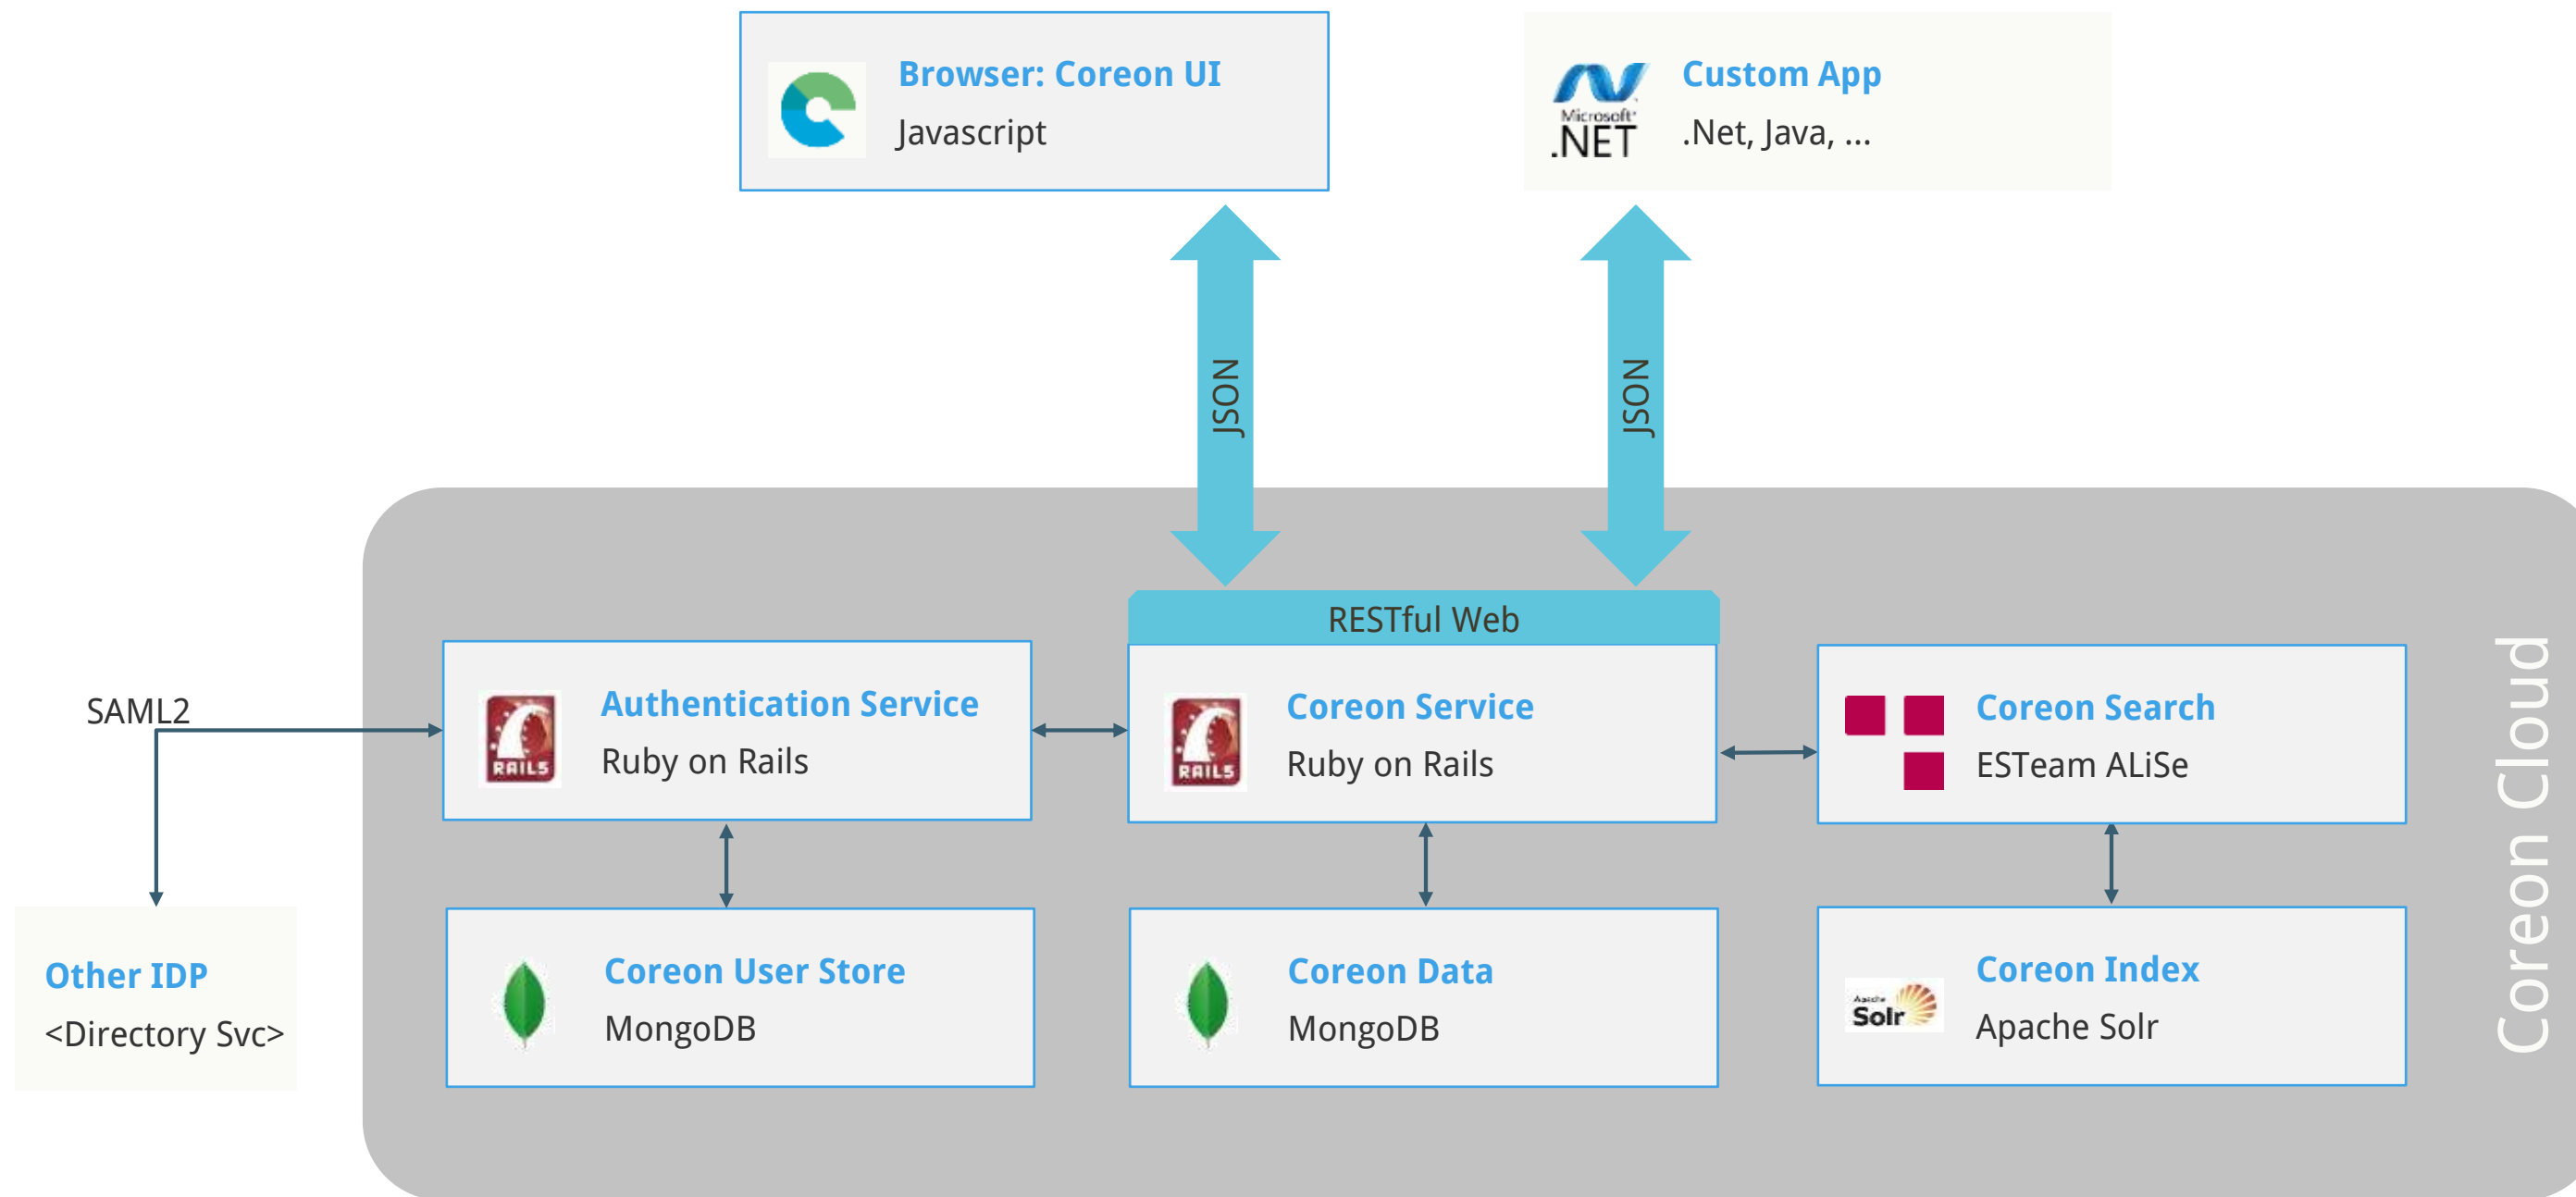 Browser: Coreon UI
Javascript
Microsoft
.NET
Custom App
.Net, Java, ...
JSON
JSON
RESTful Web
SAML2
RAILS
Authentication Service
Ruby on Rails
RAILS
Coreon Service
Ruby on Rails
Coreon Search
ESTeam ALiSe
Coreon Cloud
Other IDP
<Directory Svc>
Coreon User Store
MongoDB
Coreon Data
MongoDB
Apache
Solr
Coreon Index
Apache Solr